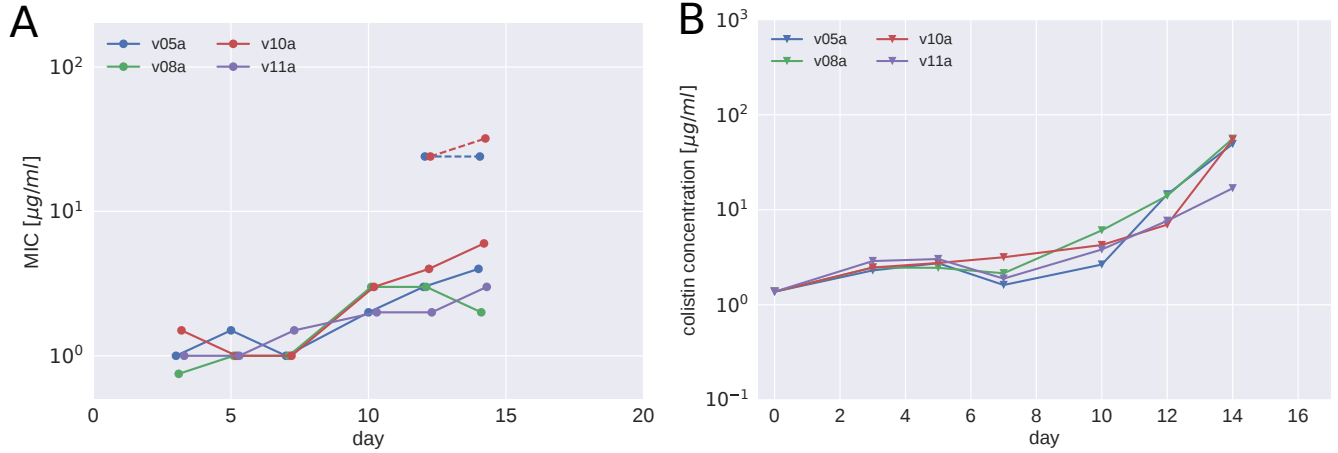 A
v05a v10a
v08a v11a
10²
10¹
10⁰
MIC [μg/ml]
0 5 10 15 20
day
B
v05a v10a
v08a v11a
10³
10²
10¹
10⁰
10⁻¹
colistin concentration [μg/ml]
0 2 4 6 8 10 12 14 16
day